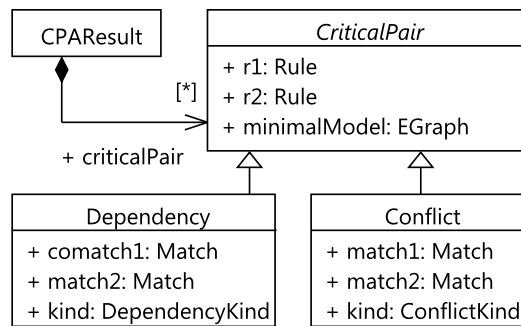 CPAResult
CriticalPair
+ r1: Rule
+ r2: Rule
+ minimalModel: EGraph
[*]
+ criticalPair
Dependency
+ comatch1: Match
+ match2: Match
+ kind: DependencyKind
Conflict
+ match1: Match
+ match2: Match
+ kind: ConflictKind